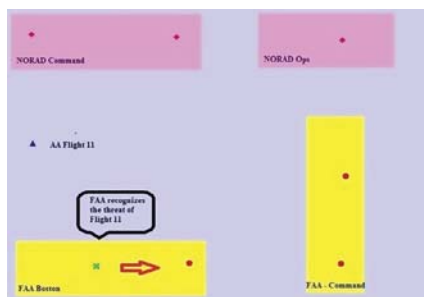 NORAD Command
NORAD Ops
AA Flight 11
FAA recognizes
the threat of
Flight 11
FAA Boston
FAA - Command